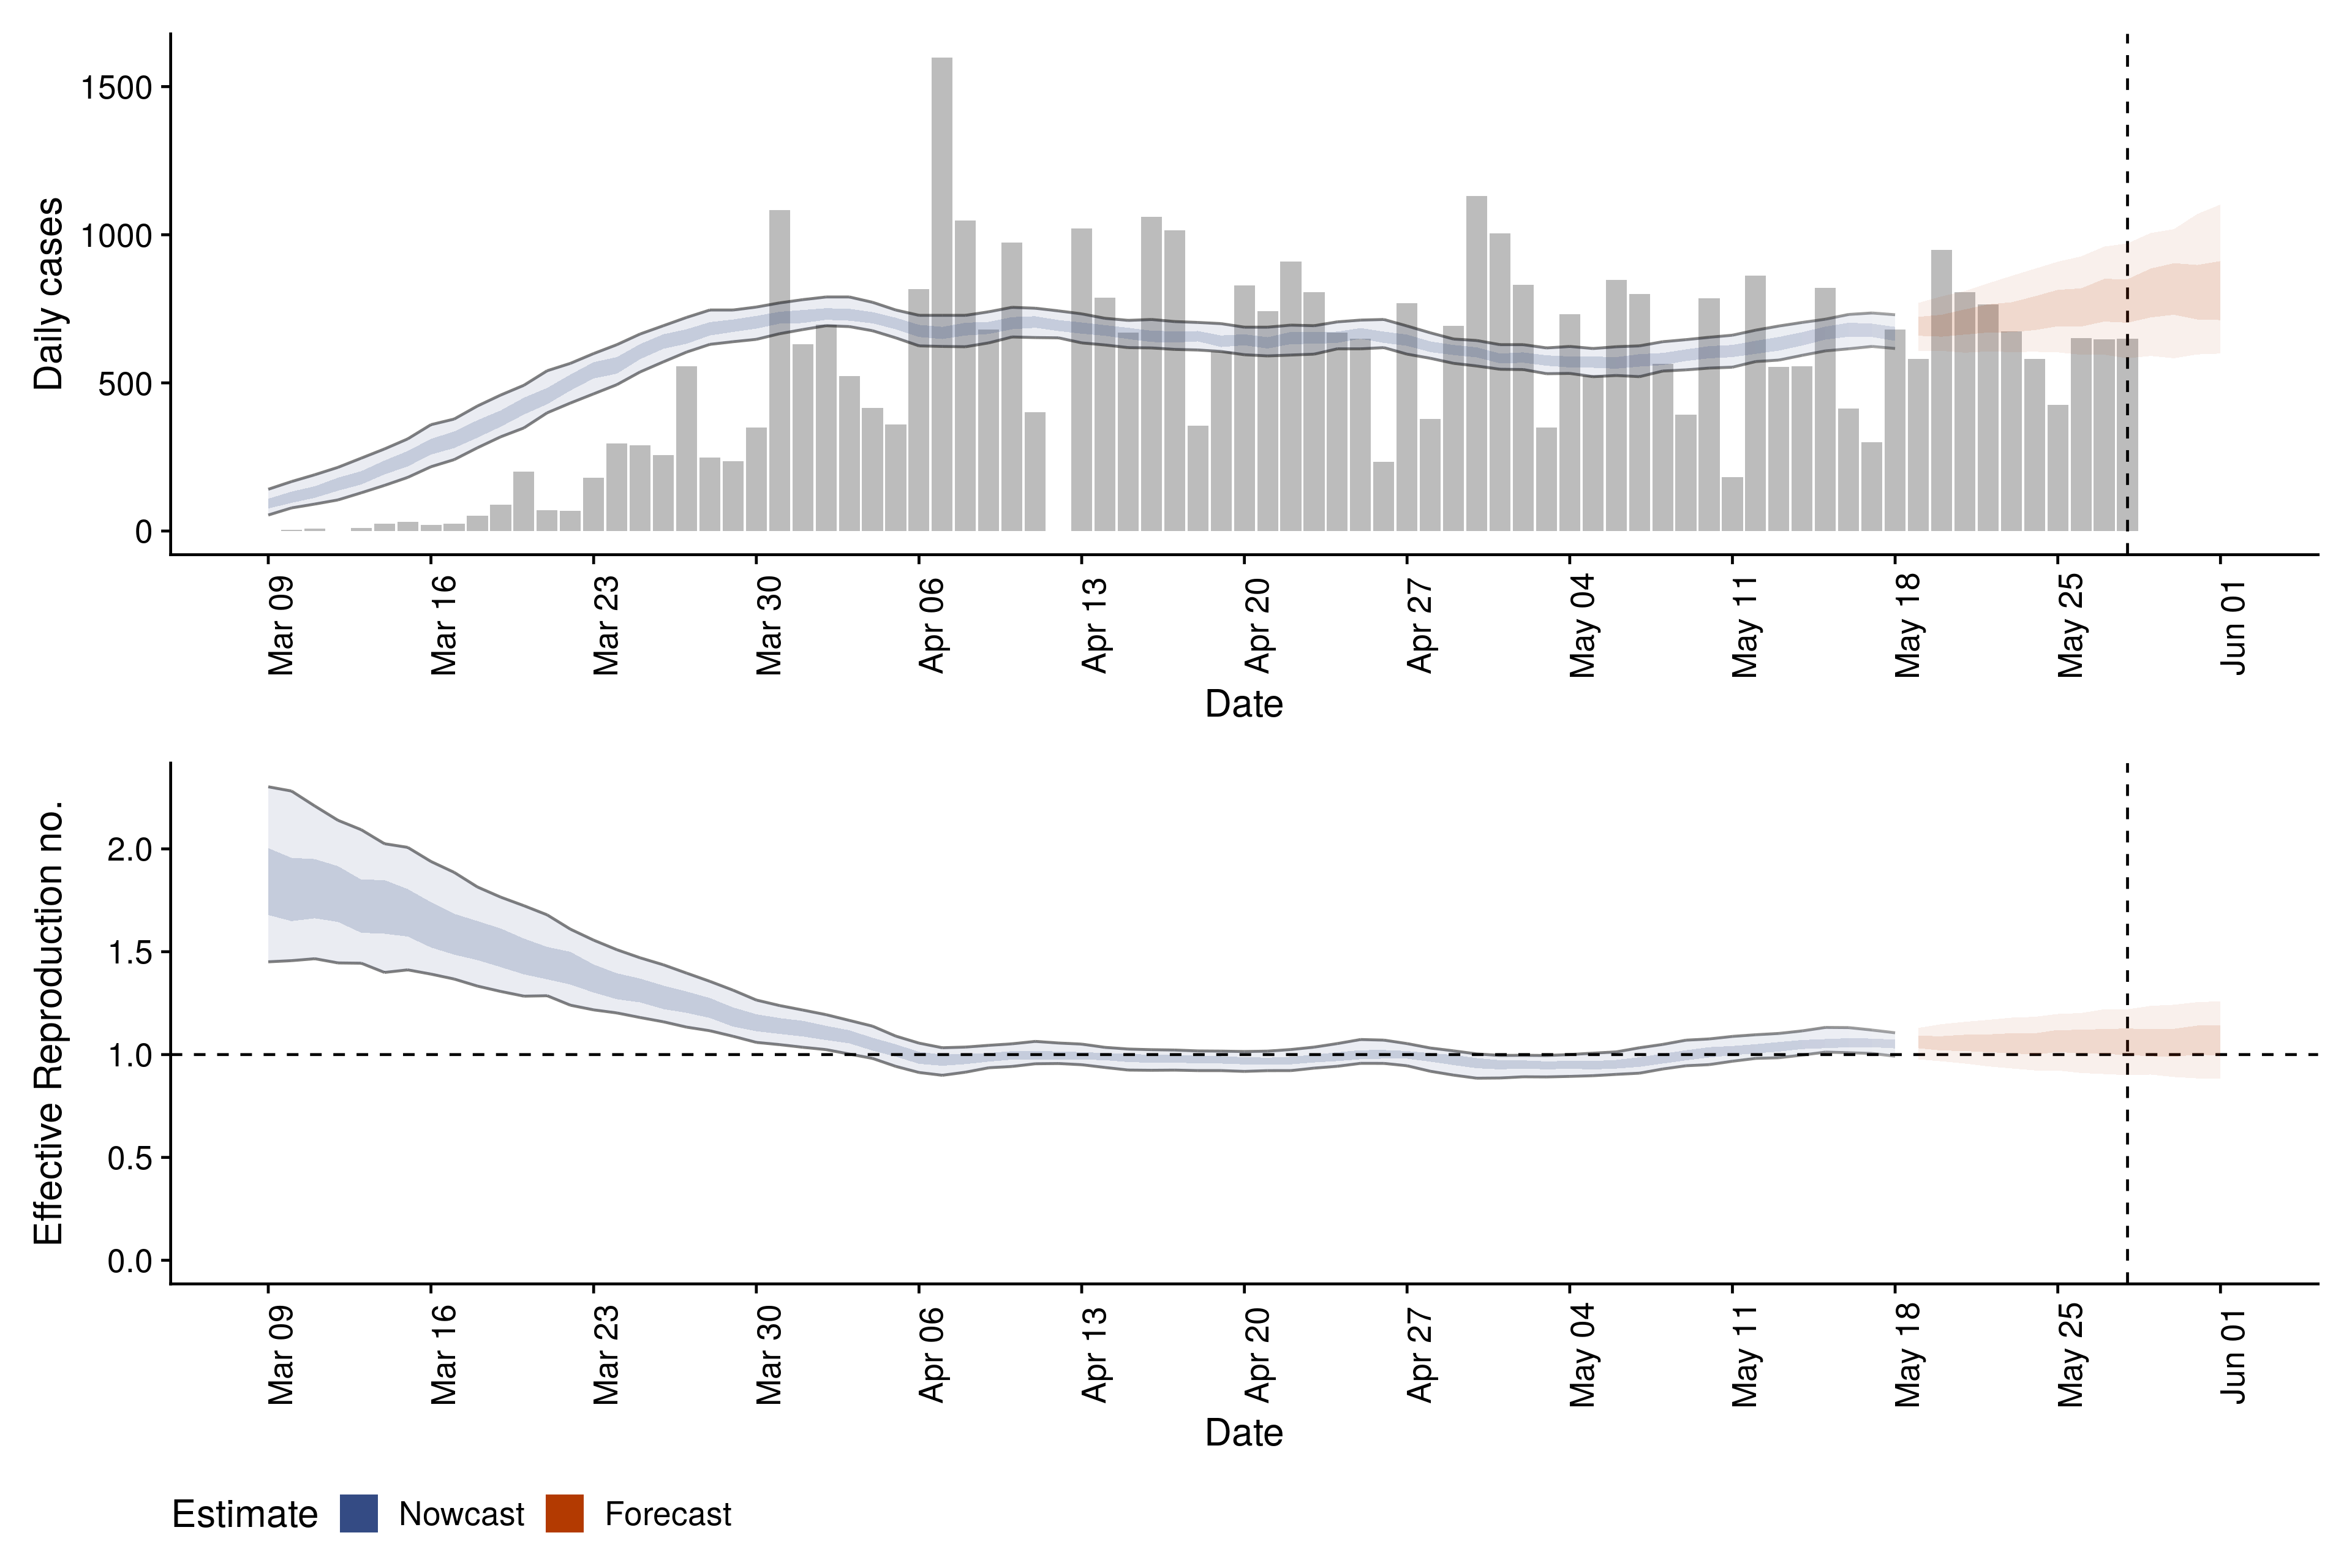 Daily cases
1500
1000
500
0
Mar 09
Mar 16
Mar 23
Mar 30
Apr 06
Apr 13
Apr 20
Apr 27
May 04
May 11
May 18
May 25
Jun 01
Date
Effective Reproduction no.
2.0
1.5
1.0
0.5
0.0
Mar 09
Mar 16
Mar 23
Mar 30
Apr 06
Apr 13
Apr 20
Apr 27
May 04
May 11
May 18
May 25
Jun 01
Date
Estimate Nowcast Forecast